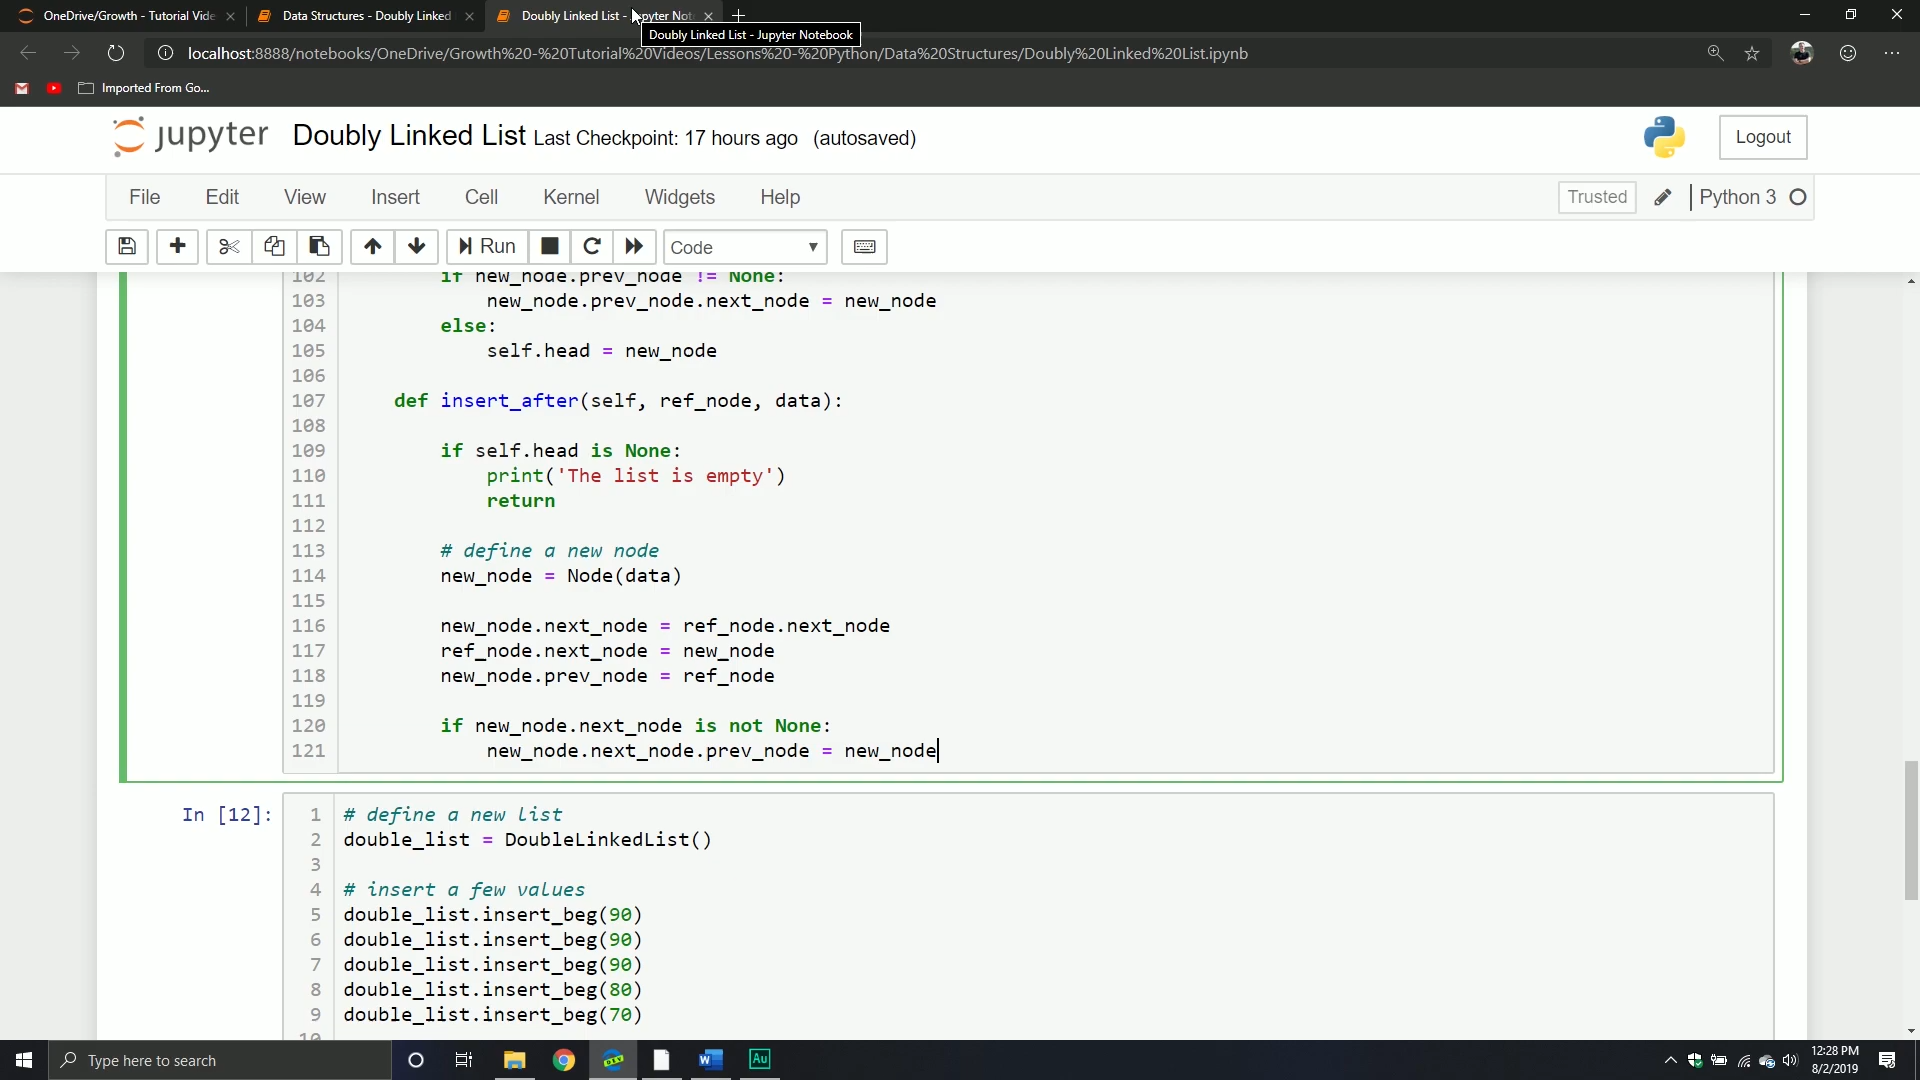 OneDrive/Growth - Tutorial Vide
Data Structures - Doubly Linked
Doubly Linked List - Jupyter Not
Doubly Linked List - Jupyter Notebook
localhost:8888/notebooks/OneDrive/Growth%20-%20Tutorial%20Videos/Lessons%20-%20Python/Data%20Structures/Doubly%20Linked%20List.ipynb
Imported From Go...
jupyter Doubly Linked List Last Checkpoint: 17 hours ago (autosaved)
Logout
File Edit View Insert Cell Kernel Widgets Help
Trusted
Python 3
Run
Code
102 if new_node.prev_node != None:
103 new_node.prev_node.next_node = new_node
104 else:
105 self.head = new_node
106
107 def insert_after(self, ref_node, data):
108
109 if self.head is None:
110 print('The list is empty')
111 return
112
113 # define a new node
114 new_node = Node(data)
115
116 new_node.next_node = ref_node.next_node
117 ref_node.next_node = new_node
118 new_node.prev_node = ref_node
119
120 if new_node.next_node is not None:
121 new_node.next_node.prev_node = new_node
In [12]:
1 # define a new list
2 double_list = DoubleLinkedList()
3
4 # insert a few values
5 double_list.insert_beg(90)
6 double_list.insert_beg(90)
7 double_list.insert_beg(90)
8 double_list.insert_beg(80)
9 double_list.insert_beg(70)
10
Type here to search
DEV
Au
12:28 PM
8/2/2019